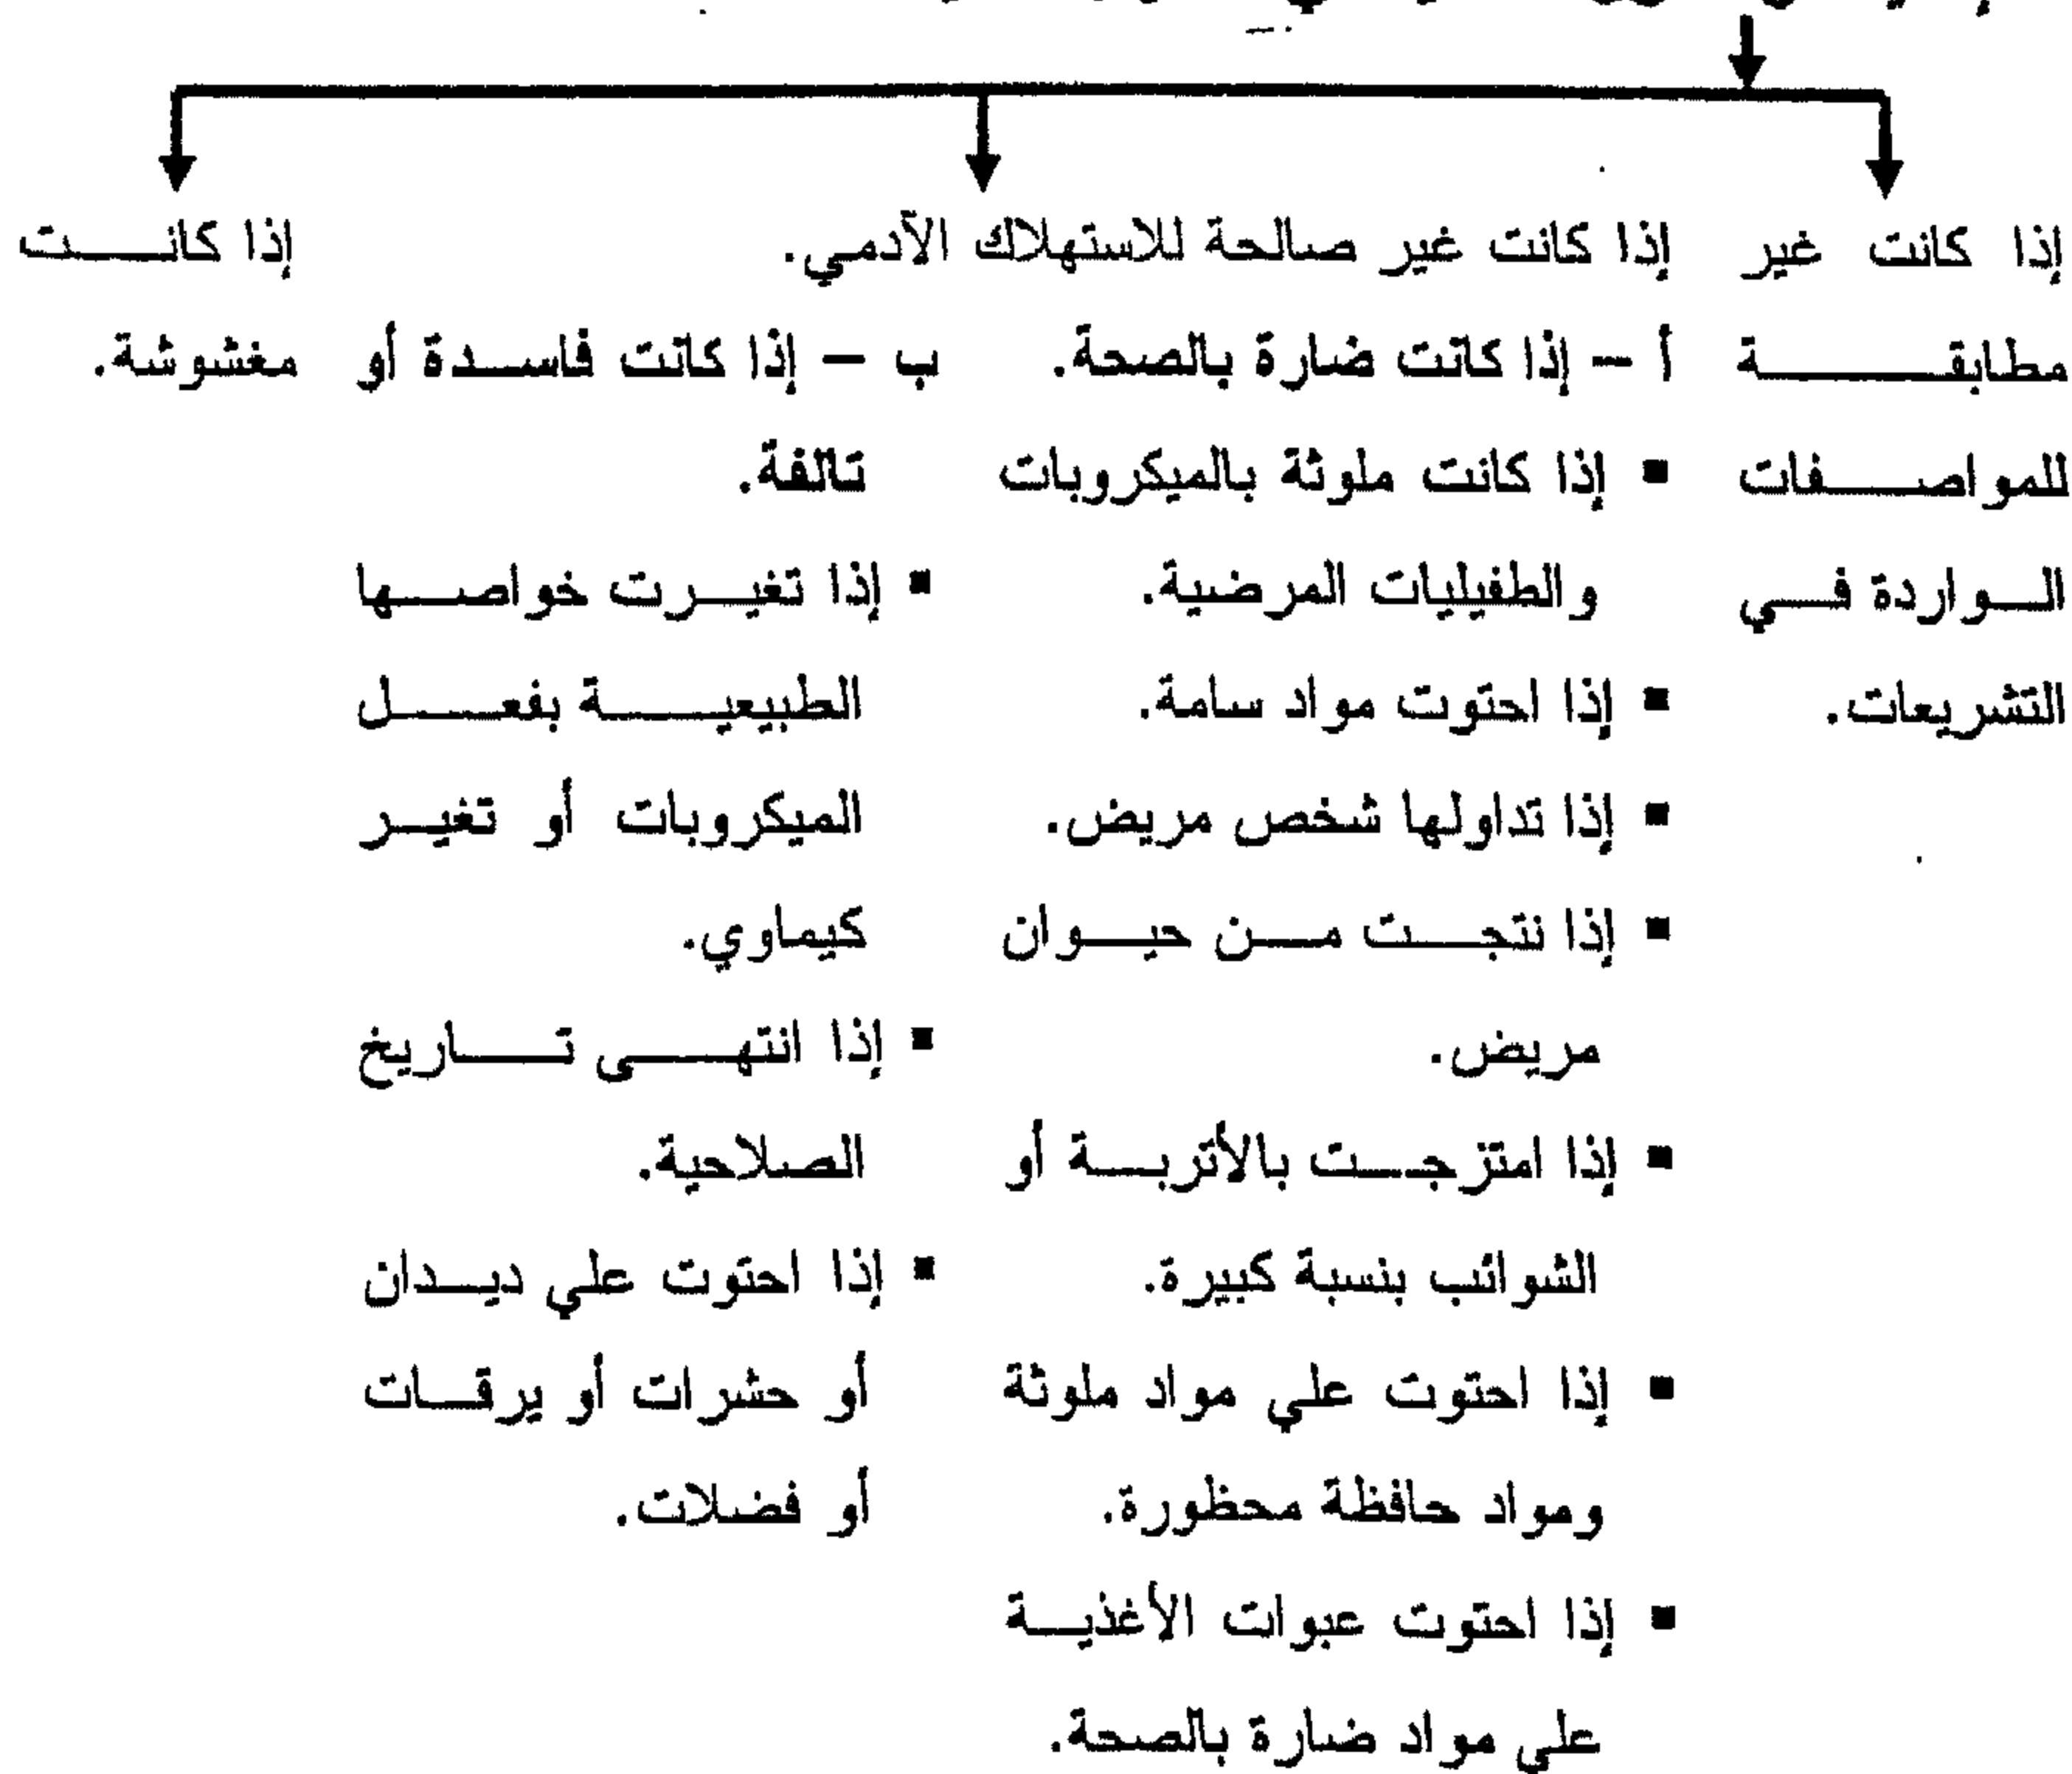 إذا كانت غير
مطابقة
للمواصفات
الواردة في
التشريعات.
إذا كانت غير صالحة للاستهلاك الآدمي.
أ – إذا كانت ضارة بالصحة.
■ إذا كانت ملوثة بالميكروبات
والطفيليات المرضية.
■ إذا احتوت مواد سامة.
■ إذا تداولها شخص مريض.
■ إذا نتجت من حيوان
مريض.
■ إذا امتزجت بالأتربة أو
الشوائب بنسبة كبيرة.
■ إذا احتوت علي مواد ملوثة
ومواد حافظة محظورة.
■ إذا احتوت عبوات الأغذية
علي مواد ضارة بالصحة.
ب – إذا كانت فاسدة أو
تالفة.
■ إذا تغيرت خواصها
الطبيعية بفعل
الميكروبات أو تغير
كيماوي.
■ إذا انتهى تاريخ
الصلاحية.
■ إذا احتوت علي ديدان
أو حشرات أو يرقات
أو فضلات.
إذا كانت
مغشوشة.